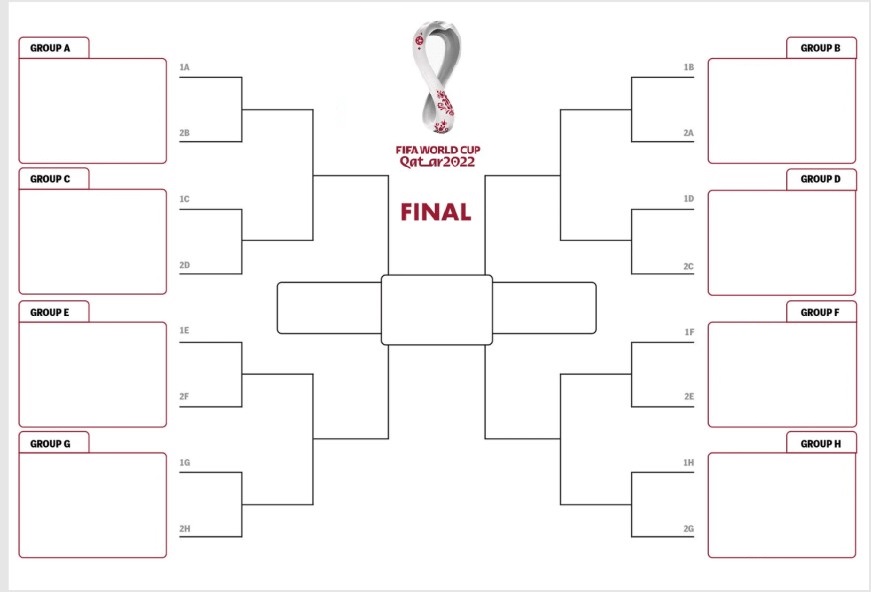 GROUP A
1A
2B
GROUP C
1C
2D
GROUP E
1E
2F
GROUP G
1G
2H
FIFA WORLD CUP
Qatar2022
FINAL
GROUP B
1B
2A
GROUP D
1D
2C
GROUP F
1F
2E
GROUP H
1H
2G